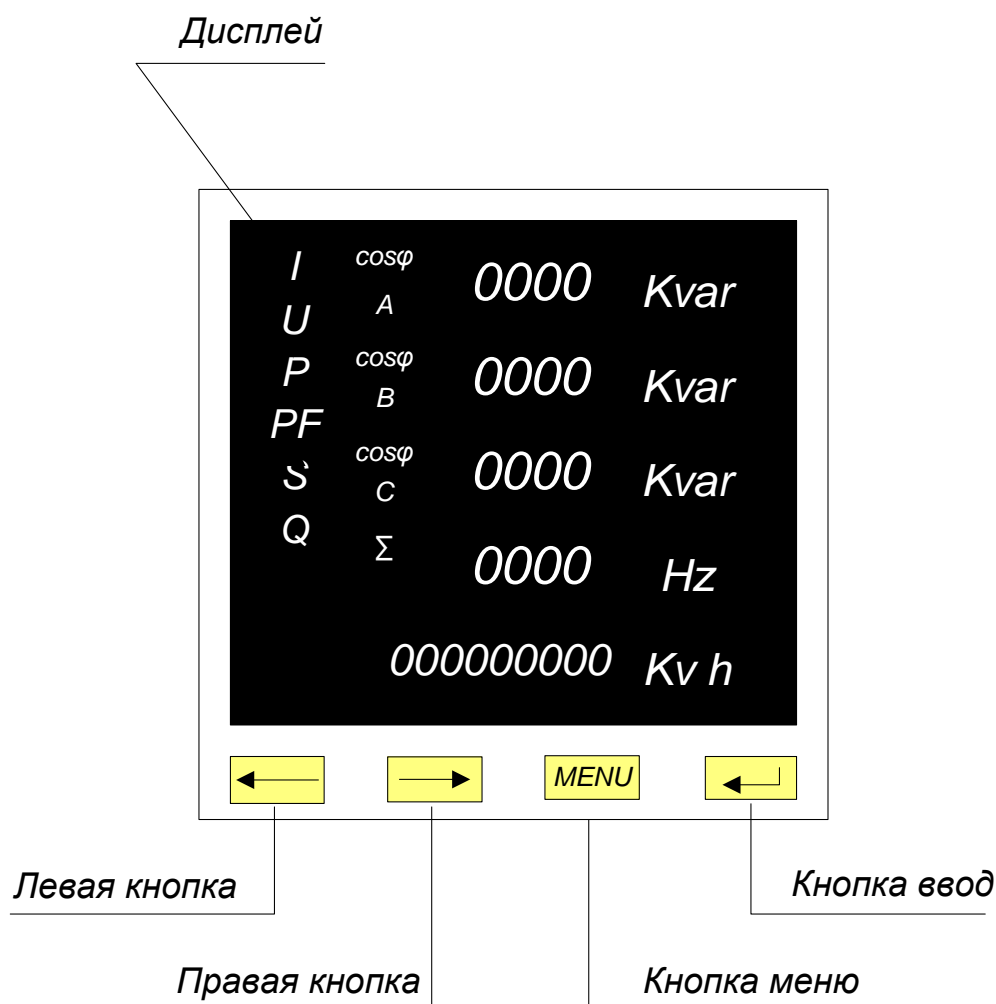 Дисплей
I cosφ 0000 Kvar
A
U
P cosφ 0000 Kvar
B
PF
cosφ 0000 Kvar
S C
Q Σ 0000 Hz
000000000 Kv h
MENU
Левая кнопка Кнопка ввод
Правая кнопка Кнопка меню